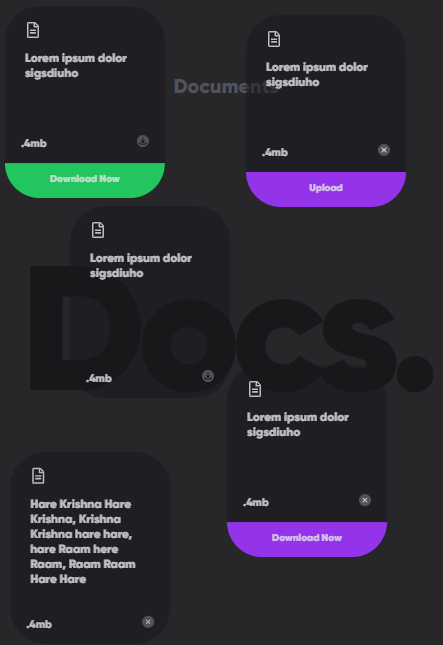 Lorem ipsum dolor
sigsdiuho
.4mb
Download Now
Documents
Lorem ipsum dolor
sigsdiuho
.4mb
Upload
Lorem ipsum dolor
sigsdiuho
.4mb
Docs.
Lorem ipsum dolor
sigsdiuho
.4mb
Download Now
Hare Krishna Hare
Krishna, Krishna
Krishna hare hare,
hare Raam here
Raam, Raam Raam
Hare Hare
.4mb